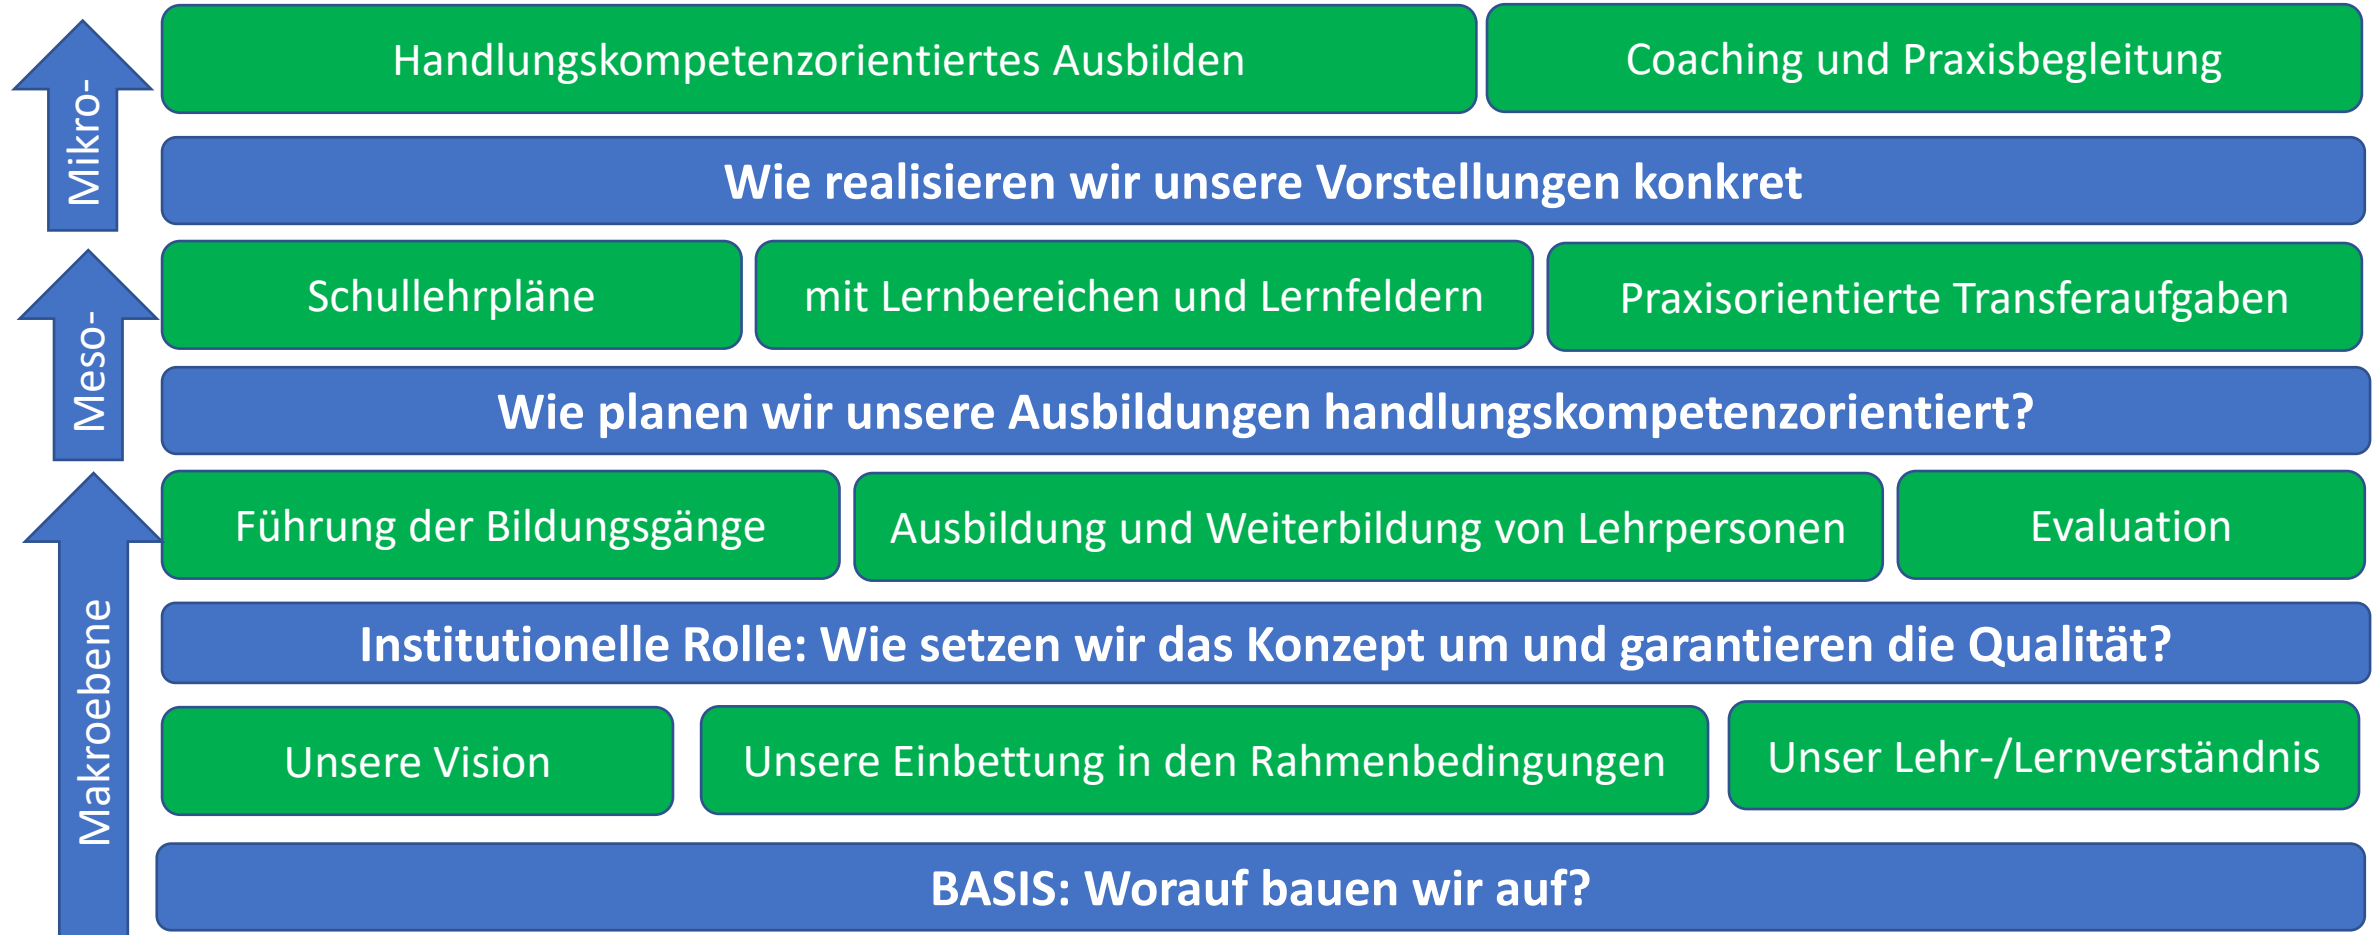 Mikro-
Handlungskompetenzorientiertes Ausbilden
Coaching und Praxisbegleitung
Wie realisieren wir unsere Vorstellungen konkret
Meso-
Schullehrpläne
mit Lernbereichen und Lernfeldern
Praxisorientierte Transferaufgaben
Wie planen wir unsere Ausbildungen handlungskompetenzorientiert?
Makroebene
Führung der Bildungsgänge
Ausbildung und Weiterbildung von Lehrpersonen
Evaluation
Institutionelle Rolle: Wie setzen wir das Konzept um und garantieren die Qualität?
Unsere Vision
Unsere Einbettung in den Rahmenbedingungen
Unser Lehr-/Lernverständnis
BASIS: Worauf bauen wir auf?